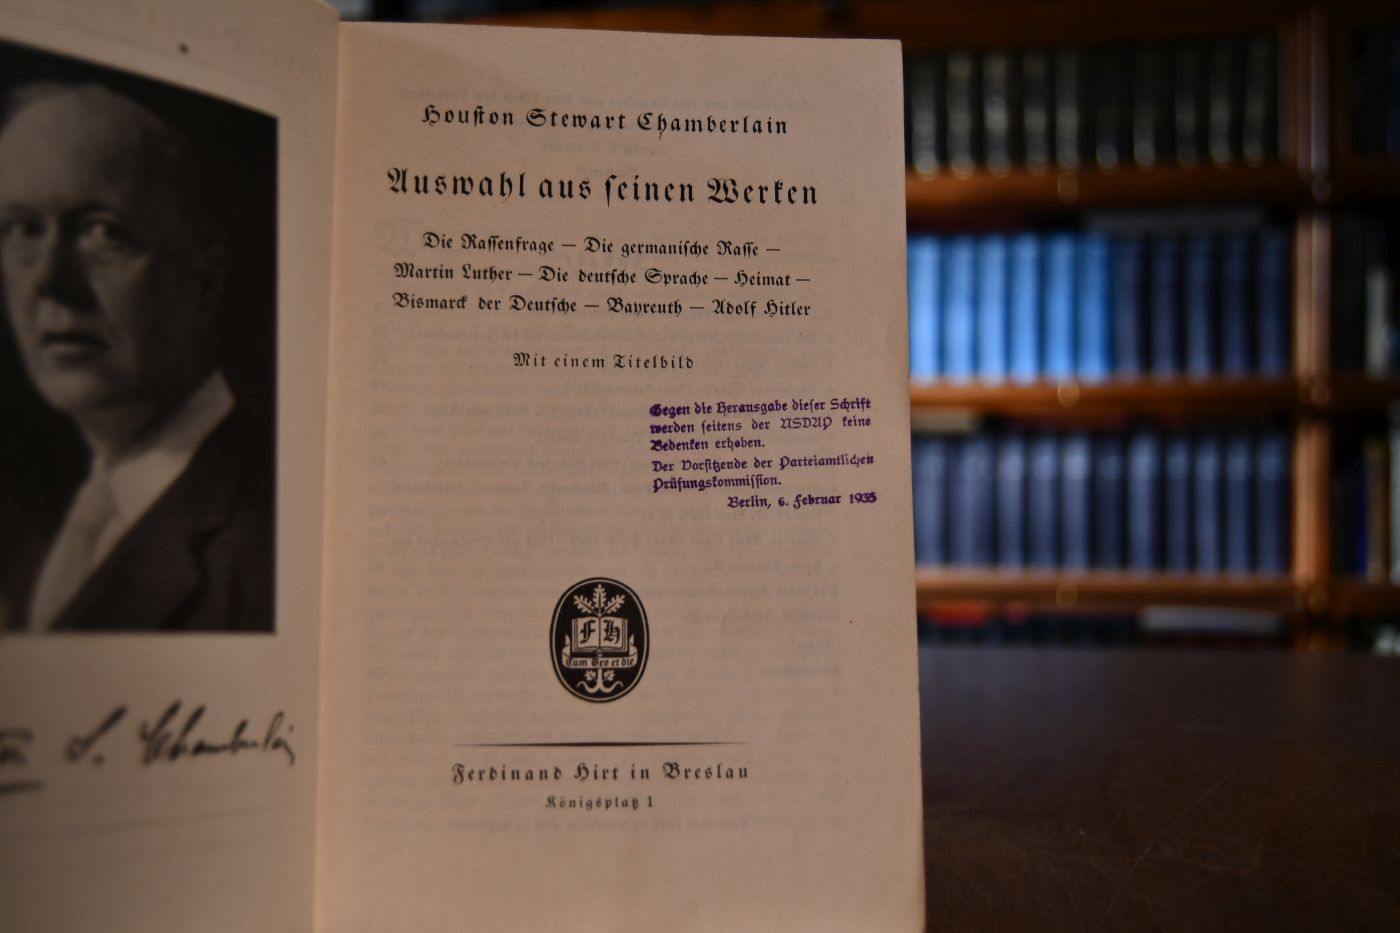 Houston Stewart Chamberlain
Auswahl aus seinen Werken
Die Rassenfrage — Die germanische Rasse —
Martin Luther — Die deutsche Sprache — Heimat —
Bismarck der Deutsche — Bayreuth — Adolf Hitler
Mit einem Titelbild
Gegen die Herausgabe dieser Schrift
werden seitens der NSDAP keine
Bedenken erhoben.
Der Vorsitzende der Parteiamtlichen
Prüfungskommission.
Berlin, 6. Februar 1935
F H
Cum Deo et die
Ferdinand Hirt in Breslau
Königsplatz 1
S. Chamberlain